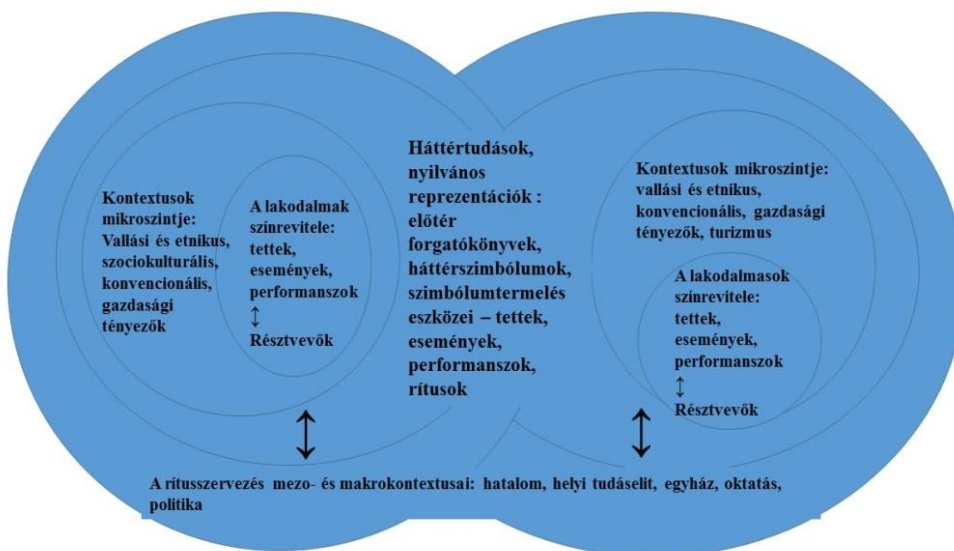 Kontextusok
mikroszintje:
Vallási és etnikus,
szociokulturális,
konvencionális,
gazdasági
tényezők
A lakodalmak
színrevitele:
tettek,
események,
performanszok
↕
Résztvevők
Háttértudások,
nyilvános
reprezentációk :
előtér
forgatókönyvek,
háttérszimbólumok,
szimbólumtermelés
eszközei – tettek,
események,
performanszok,
rítusok
Kontextusok mikroszintje:
vallási és etnikus,
konvencionális, gazdasági
tényezők, turizmus
A lakodalmasok
színrevitele:
tettek,
események,
performanszok
↕
Résztvevők
A rítusszervezés mezo- és makrokontextusai: hatalom, helyi tudáselit, egyház, oktatás,
politika